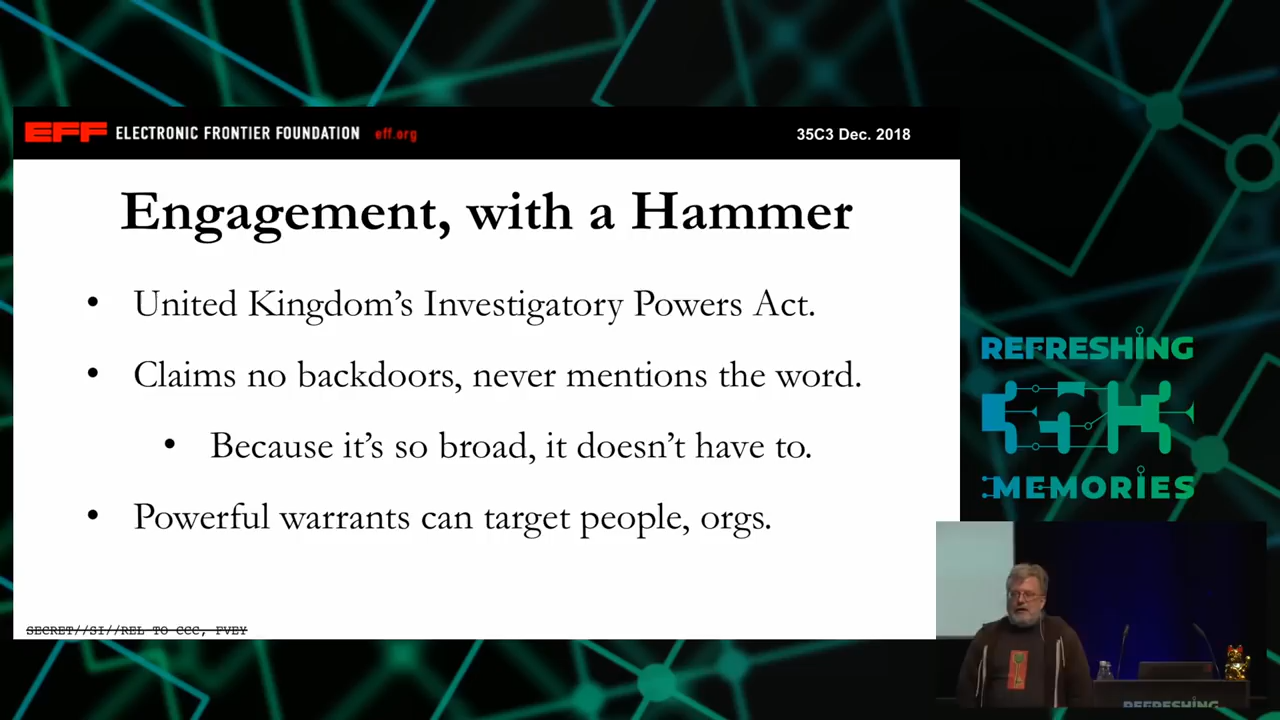 EFF ELECTRONIC FRONTIER FOUNDATION eff.org
35C3 Dec. 2018
Engagement, with a Hammer
• United Kingdom’s Investigatory Powers Act.
• Claims no backdoors, never mentions the word.
• Because it’s so broad, it doesn’t have to.
• Powerful warrants can target people, orgs.
SECRET//SI//REL TO CCC, FVEY
REFRESHING
MEMORIES
REFRESHING